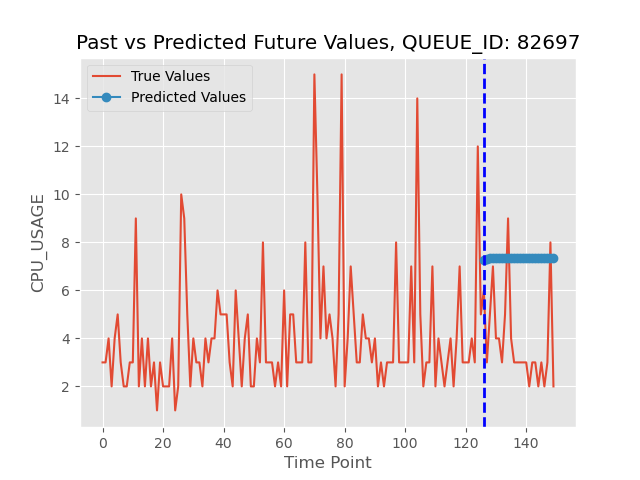 Past vs Predicted Future Values, QUEUE_ID: 82697
True Values
Predicted Values
CPU_USAGE
14
12
10
8
6
4
2
0 20 40 60 80 100 120 140
Time Point